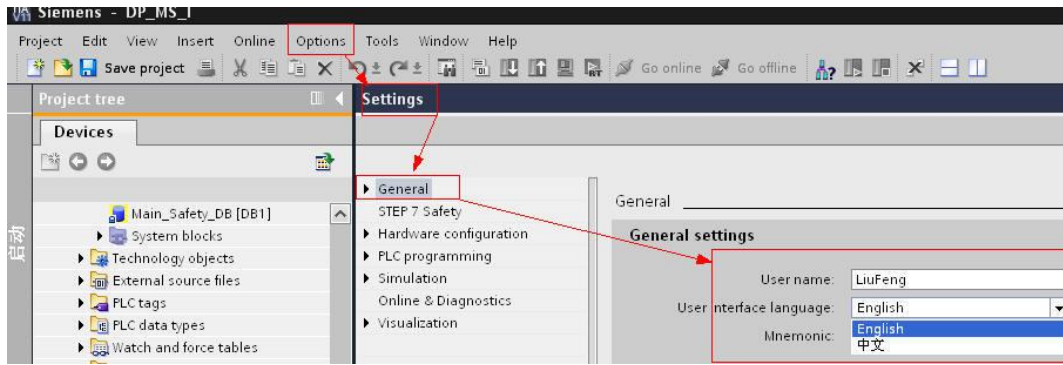 Siemens - DP_MS_I
Project Edit View Insert Online Options Tools Window Help
Save project Go online Go offline
Project tree
Settings
Devices
启动
Main_Safety_DB [DB1]
System blocks
Technology objects
External source files
PLC tags
PLC data types
Watch and force tables
General
STEP 7 Safety
Hardware configuration
PLC programming
Simulation
Online & Diagnostics
Visualization
General
General settings
User name: LiuFeng
User interface language: English
Mnemonic: English
中文